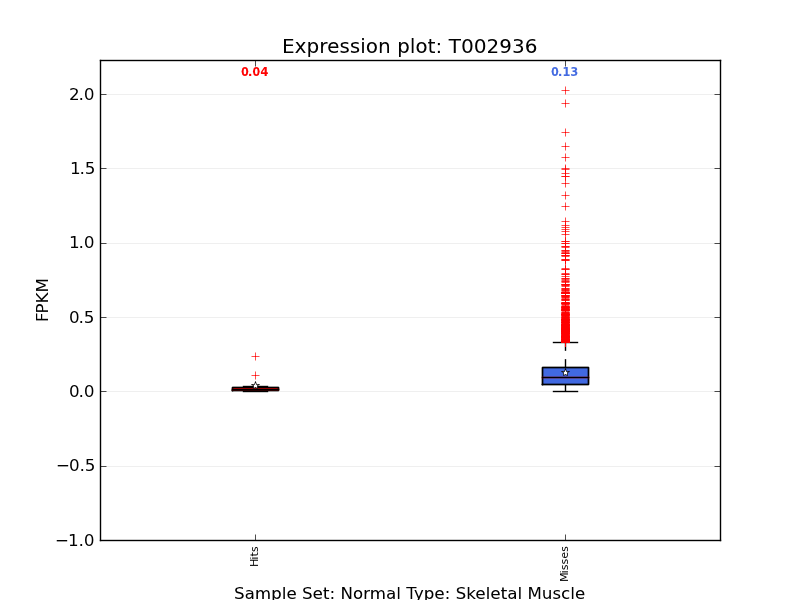 Expression plot: T002936
0.04 0.13
2.0
1.5
1.0
0.5
0.0
−0.5
−1.0
FPKM
Hits Misses
Sample Set: Normal Type: Skeletal Muscle